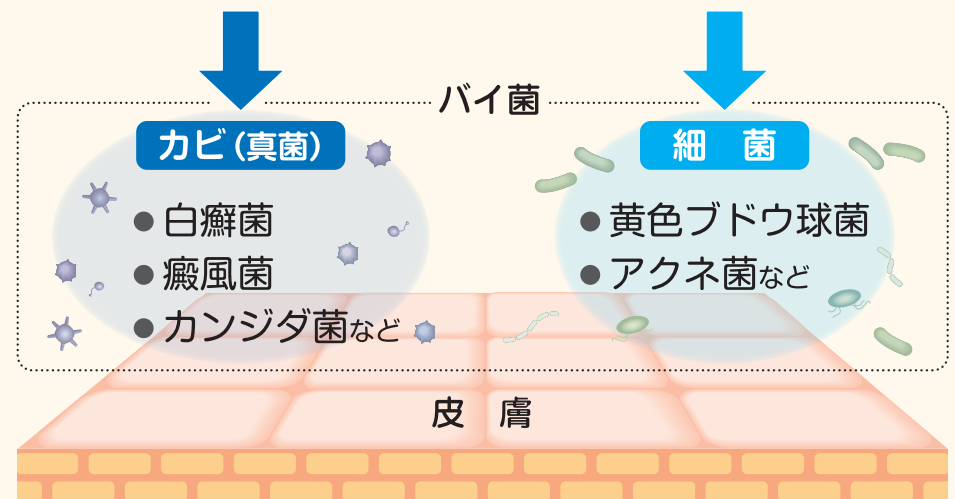 バイ菌
カビ（真菌）
● 白癬菌
● 癜風菌
● カンジダ菌など
細　菌
● 黄色ブドウ球菌
● アクネ菌など
皮　膚